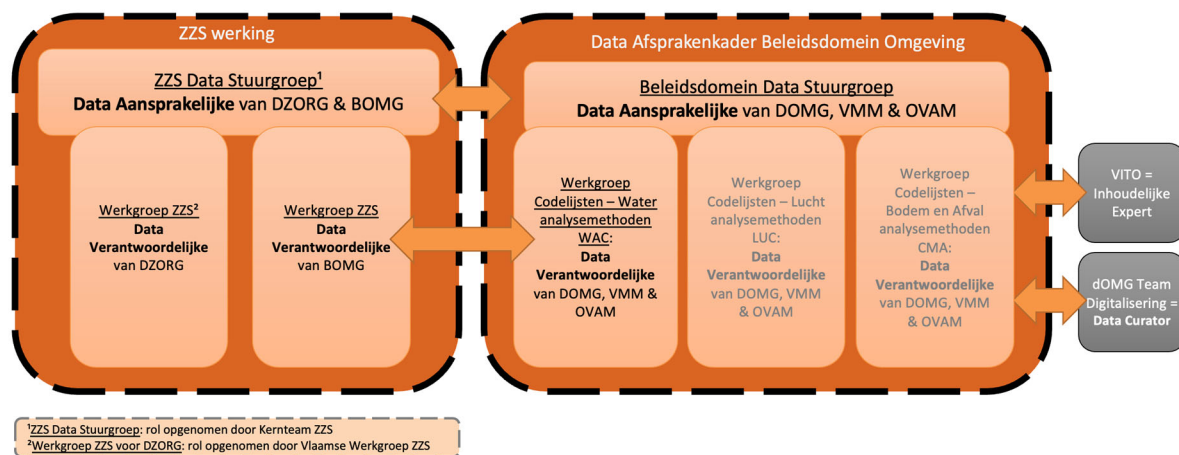 ZZS werking
ZZS Data Stuurgroep¹
Data Aansprakelijke van DZORG & BOMG
Werkgroep ZZS²
Data
Verantwoordelijke
van DZORG
Werkgroep ZZS
Data
Verantwoordelijke
van BOMG
Data Afsprakenkader Beleidsdomein Omgeving
Beleidsdomein Data Stuurgroep
Data Aansprakelijke van DOMG, VMM & OVAM
Werkgroep
Codelijsten – Water
analysemethoden
WAC:
Data
Verantwoordelijke
van DOMG, VMM &
OVAM
Werkgroep
Codelijsten – Lucht
analysemethoden
LUC:
Data
Verantwoordelijke
van DOMG, VMM
& OVAM
Werkgroep
Codelijsten –
Bodem en Afval
analysemethoden
CMA:
Data
Verantwoordelijke
van DOMG, VMM
& OVAM
VITO =
Inhoudelijke
Expert
dOMG Team
Digitalisering =
Data Curator
¹ZZS Data Stuurgroep: rol opgenomen door Kernteam ZZS
²Werkgroep ZZS voor DZORG: rol opgenomen door Vlaamse Werkgroep ZZS